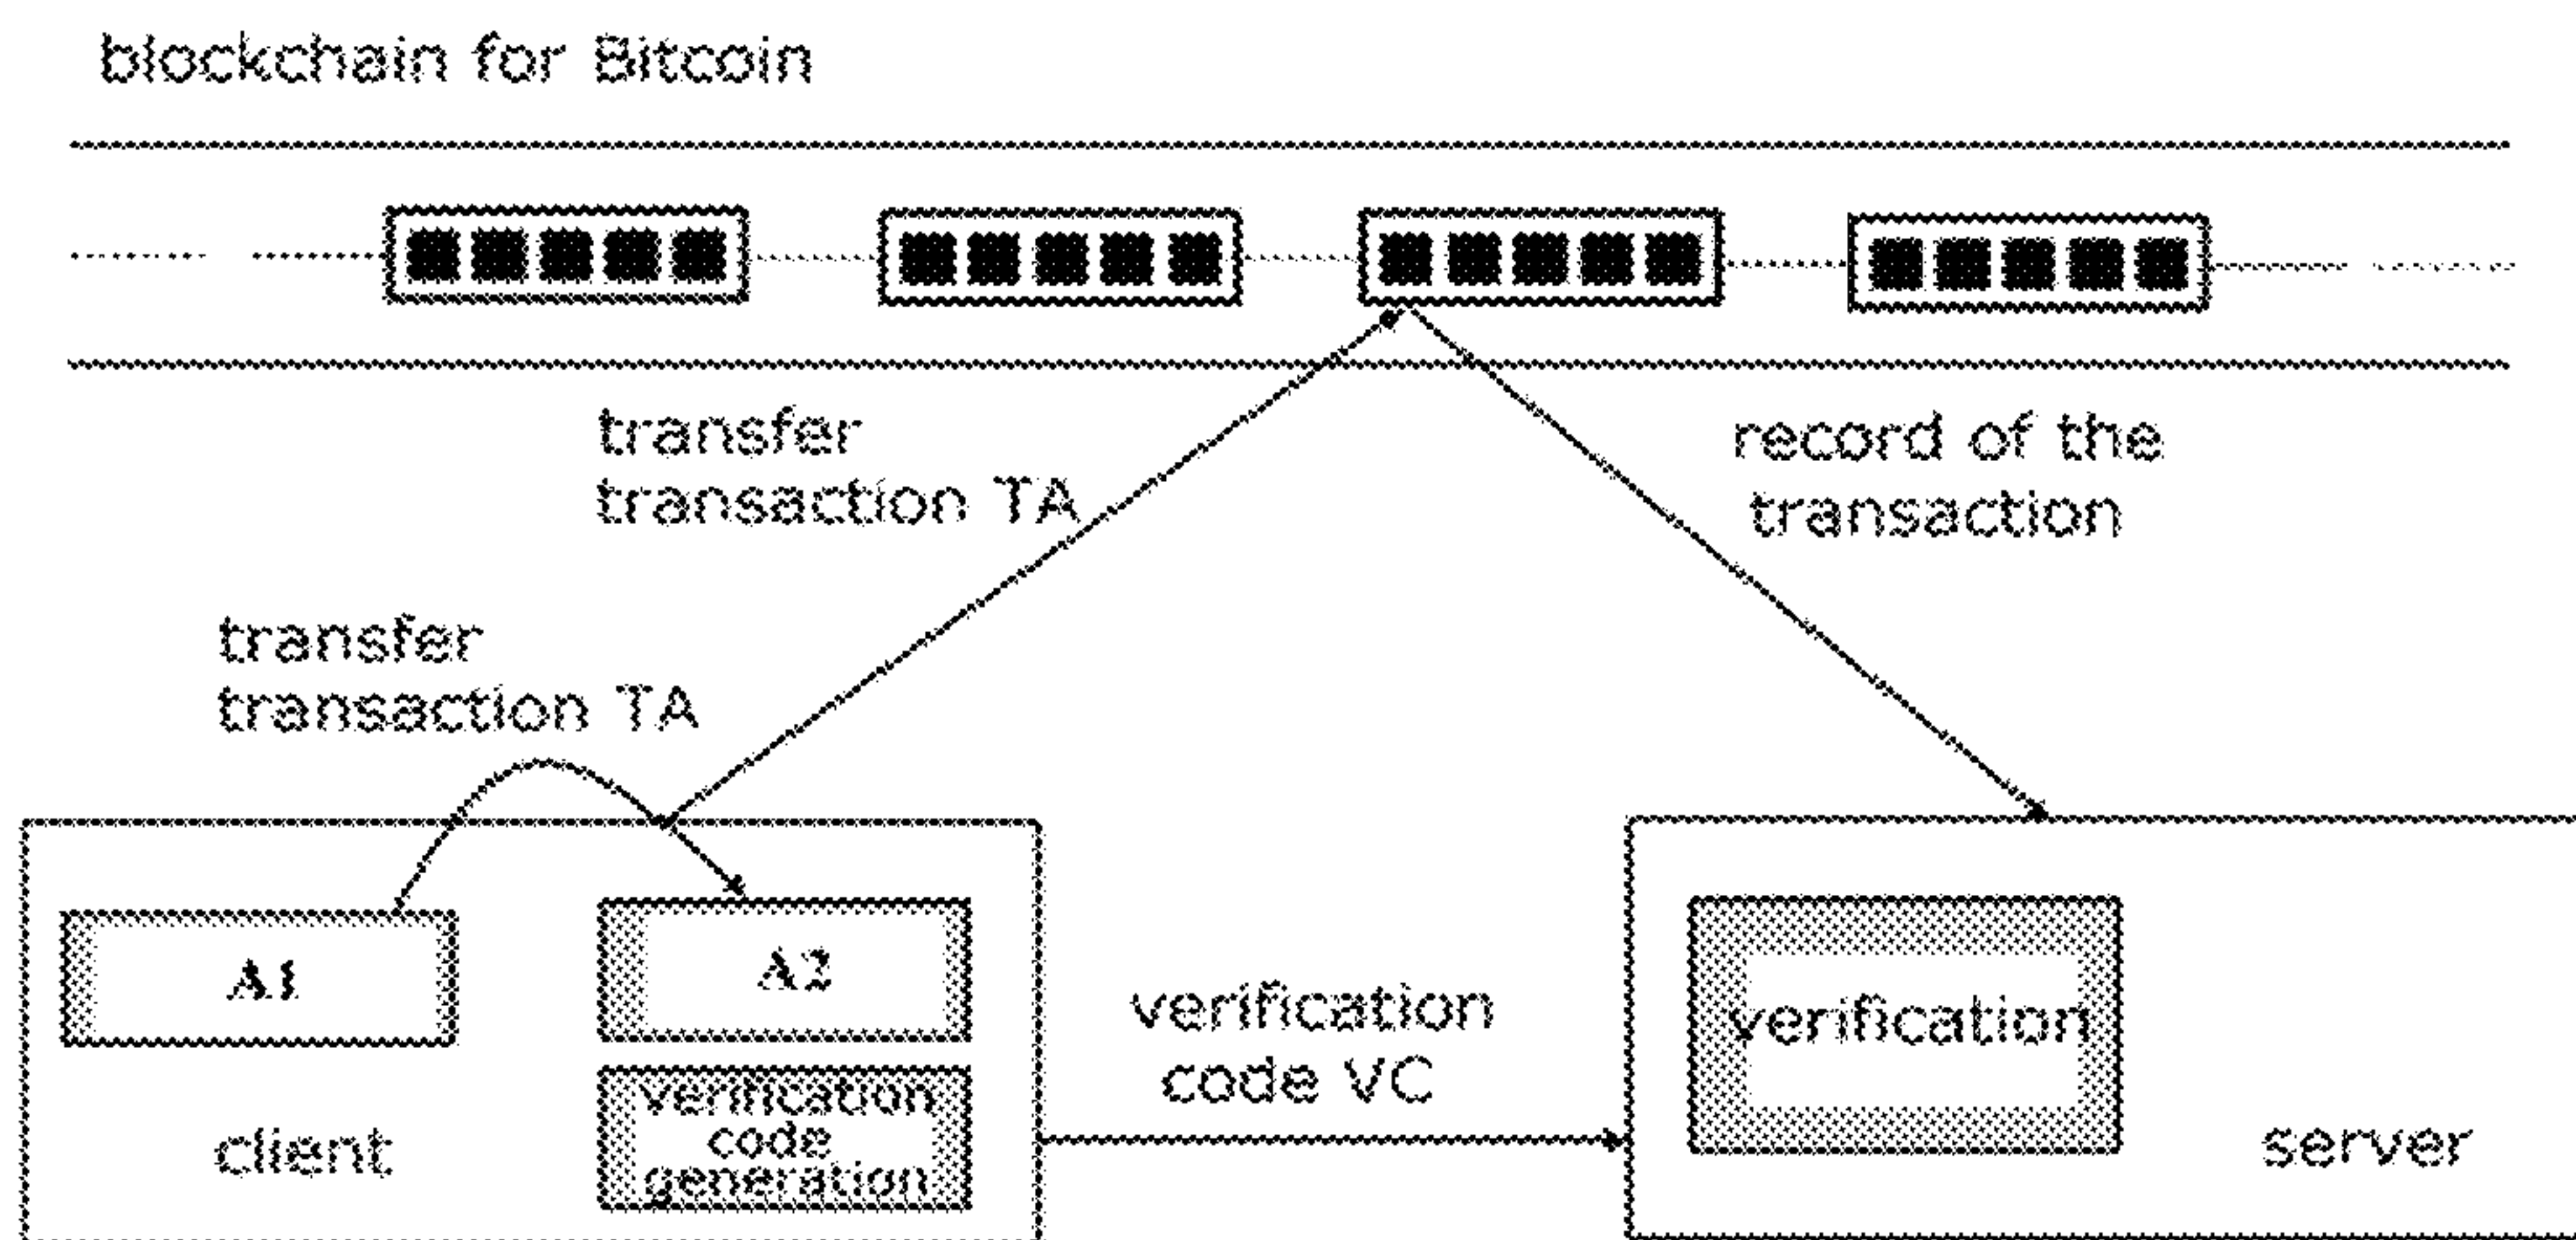 blockchain for Bitcoin
transfer
transaction TA
record of the
transaction
transfer
transaction TA
A1
A2
verification
code
generation
client
verification
code VC
verification
server